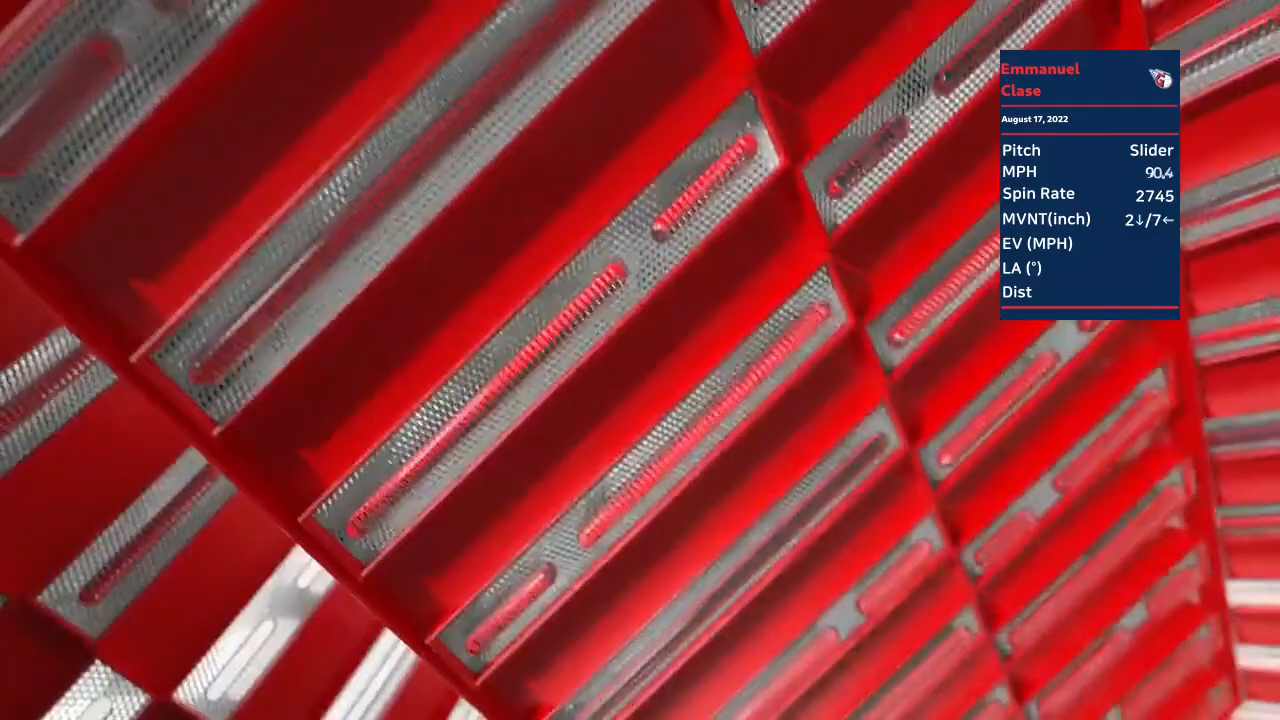 Emmanuel
Clase
August 17, 2022
Pitch Slider
MPH 90.4
Spin Rate 2745
MVNT(inch) 2↓/7←
EV (MPH)
LA (°)
Dist